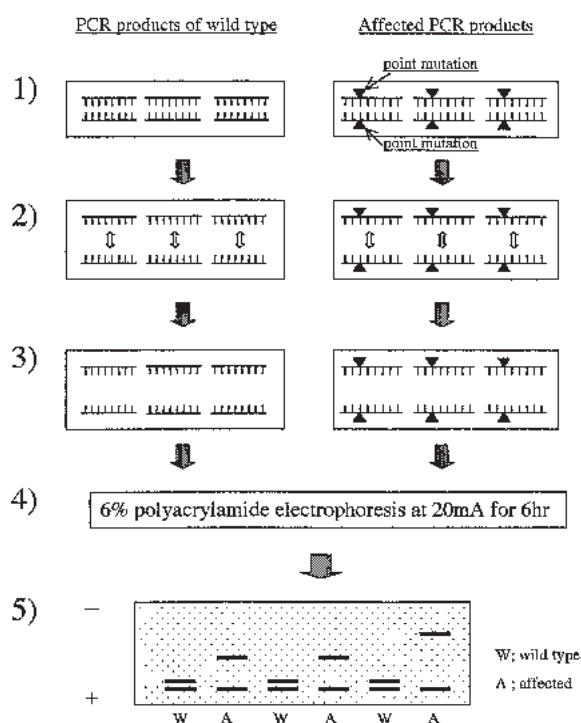 PCR products of wild type
Affected PCR products
1)
point mutation
point mutation
2)
3)
4)
6% polyacrylamide electrophoresis at 20mA for 6hr
5)
−
+
W; wild type
A ; affected
W A W A W A